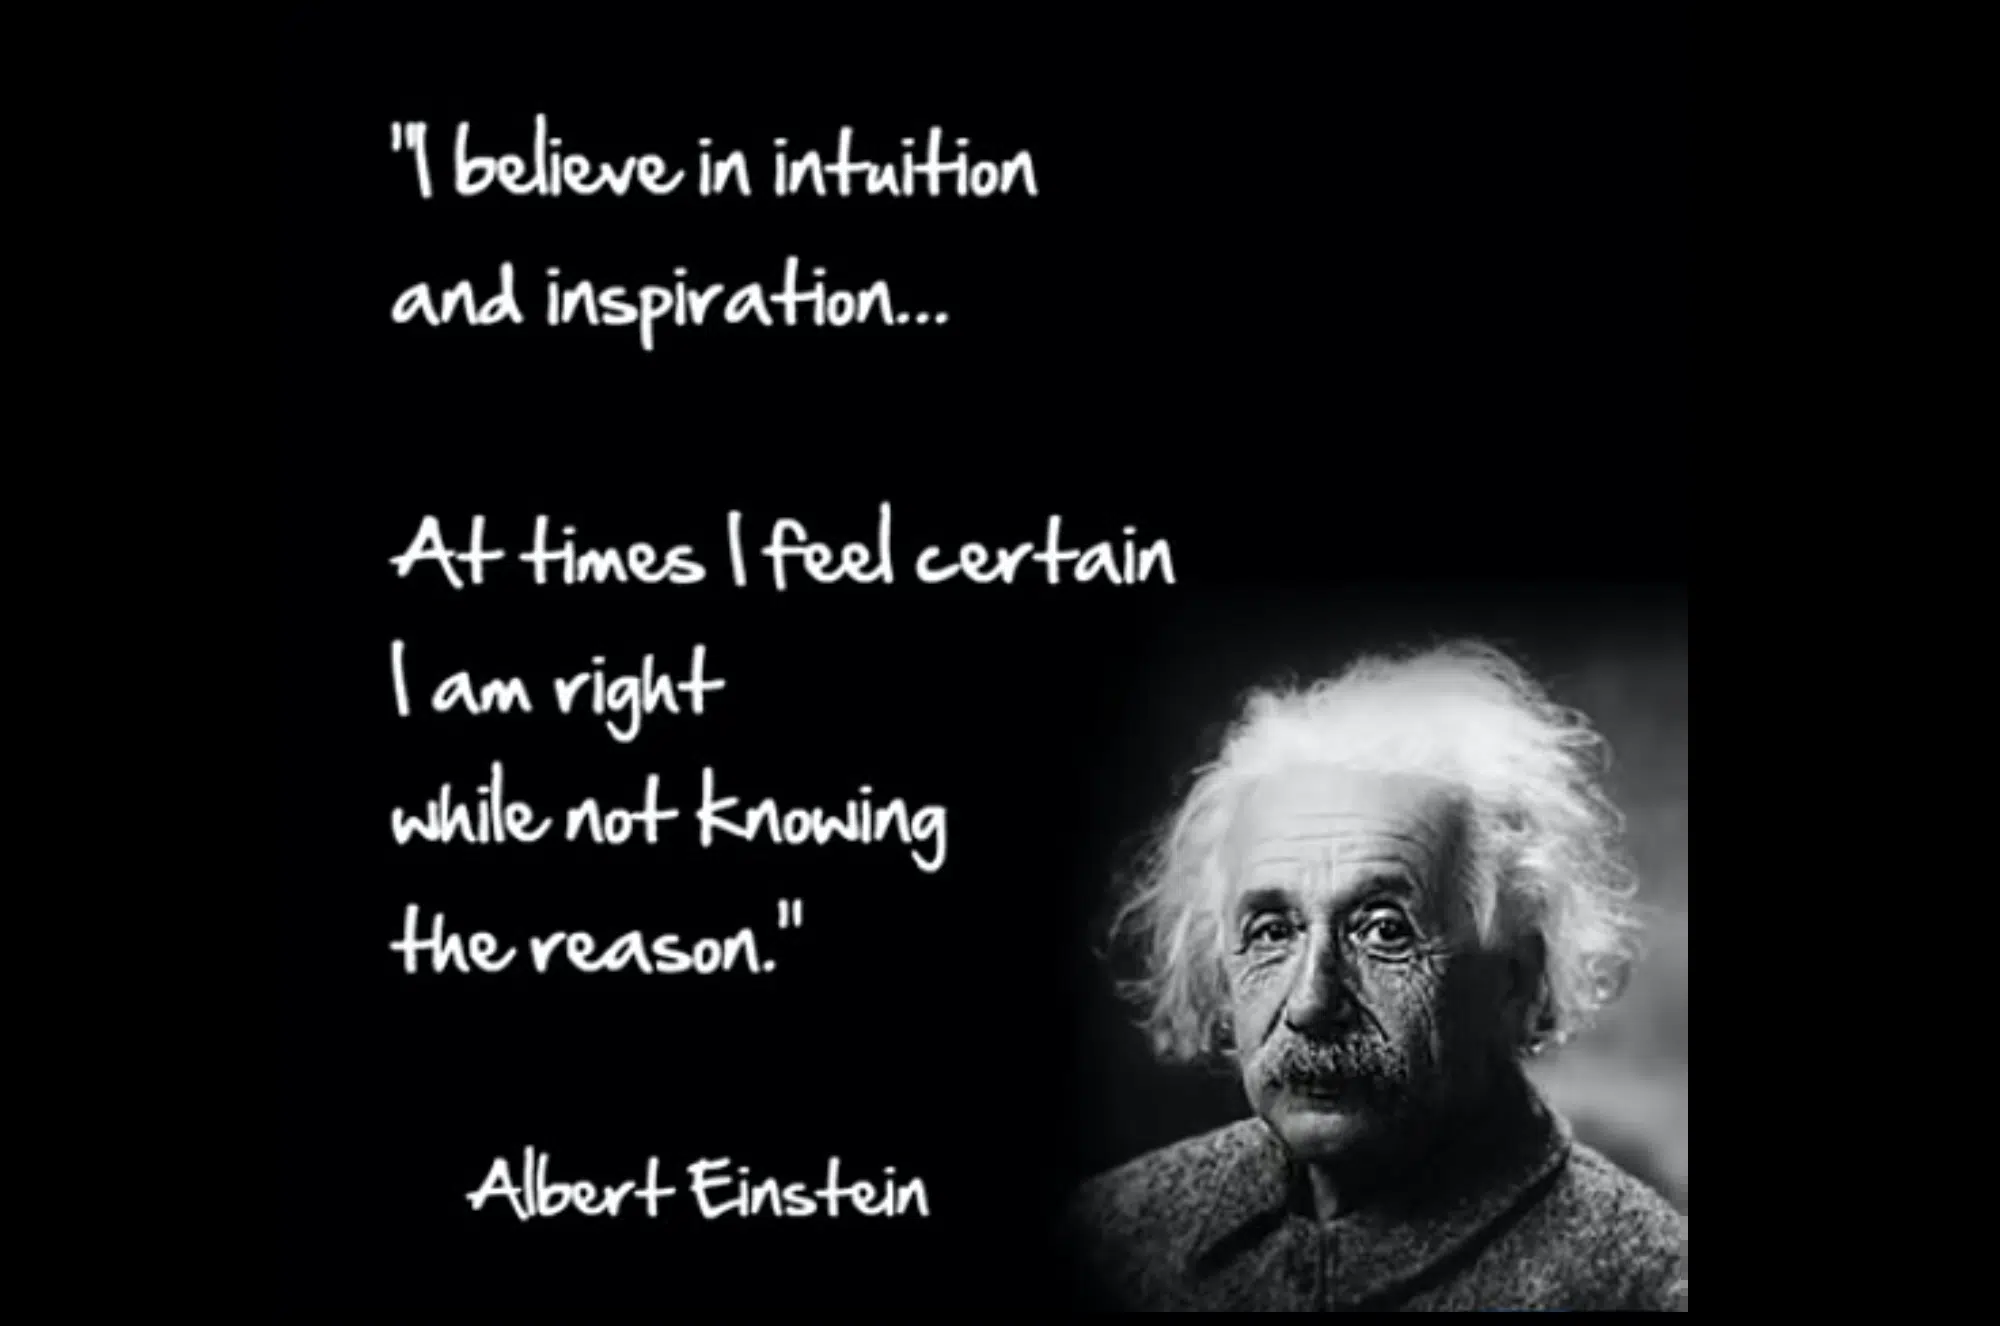 "I believe in intuition
and inspiration...
At times I feel certain
I am right
while not knowing
the reason."
Albert Einstein